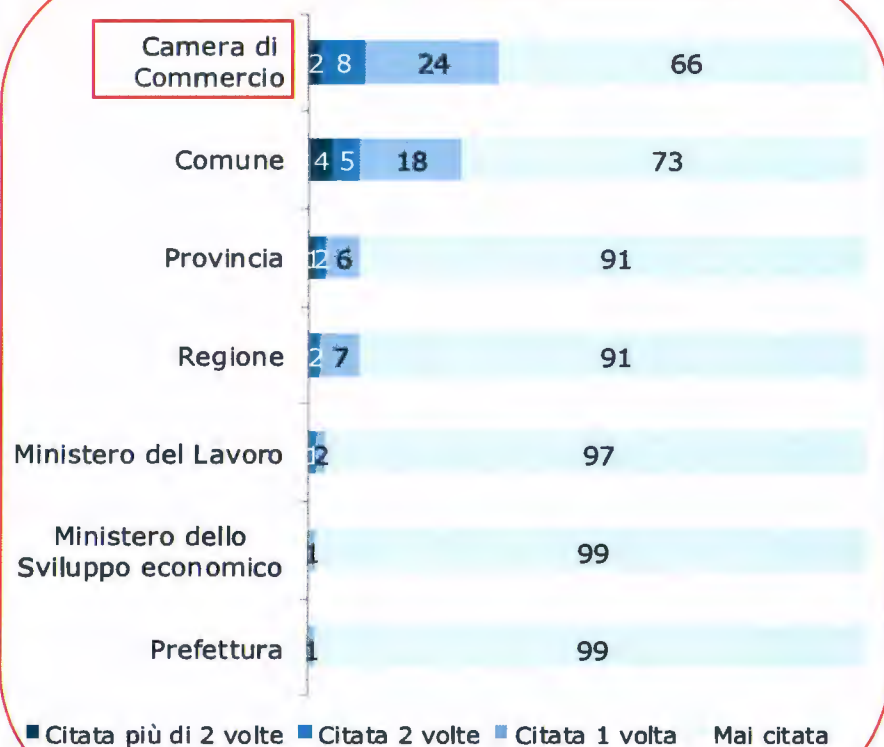 Camera di
Commercio
2 8 24 66
Comune 4 5 18 73
Provincia 1 2 6 91
Regione 2 7 91
Ministero del Lavoro 1 2 97
Ministero dello
Sviluppo economico
1 99
Prefettura 1 99
Citata più di 2 volte Citata 2 volte Citata 1 volta Mai citata